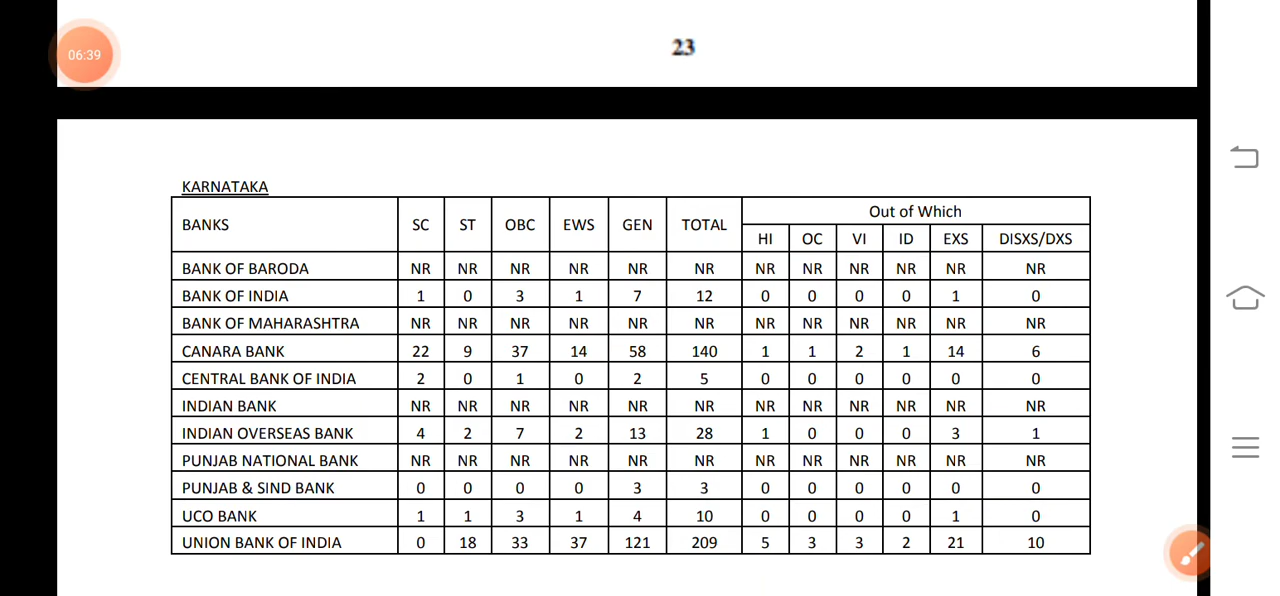 06:39
23
KARNATAKA
BANKS SC ST OBC EWS GEN TOTAL Out of Which
HI OC VI ID EXS DISXS/DXS
BANK OF BARODA NR NR NR NR NR NR NR NR NR NR NR NR
BANK OF INDIA 1 0 3 1 7 12 0 0 0 0 1 0
BANK OF MAHARASHTRA NR NR NR NR NR NR NR NR NR NR NR NR
CANARA BANK 22 9 37 14 58 140 1 1 2 1 14 6
CENTRAL BANK OF INDIA 2 0 1 0 2 5 0 0 0 0 0 0
INDIAN BANK NR NR NR NR NR NR NR NR NR NR NR NR
INDIAN OVERSEAS BANK 4 2 7 2 13 28 1 0 0 0 3 1
PUNJAB NATIONAL BANK NR NR NR NR NR NR NR NR NR NR NR NR
PUNJAB & SIND BANK 0 0 0 0 3 3 0 0 0 0 0 0
UCO BANK 1 1 3 1 4 10 0 0 0 0 1 0
UNION BANK OF INDIA 0 18 33 37 121 209 5 3 3 2 21 10